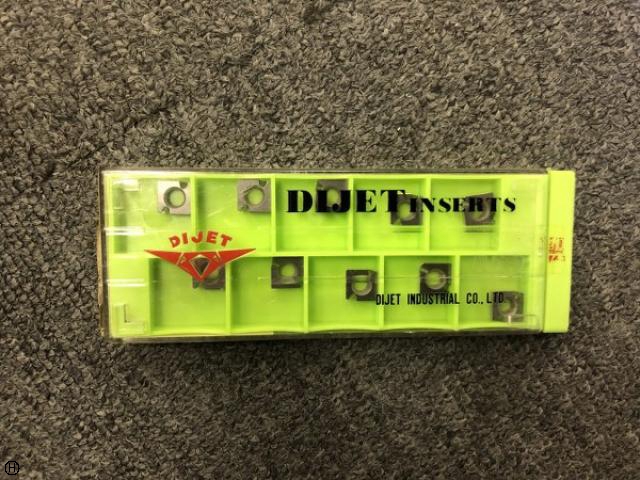 DIJET INSERTS
DIJET
DIJET INDUSTRIAL CO., LTD.
H